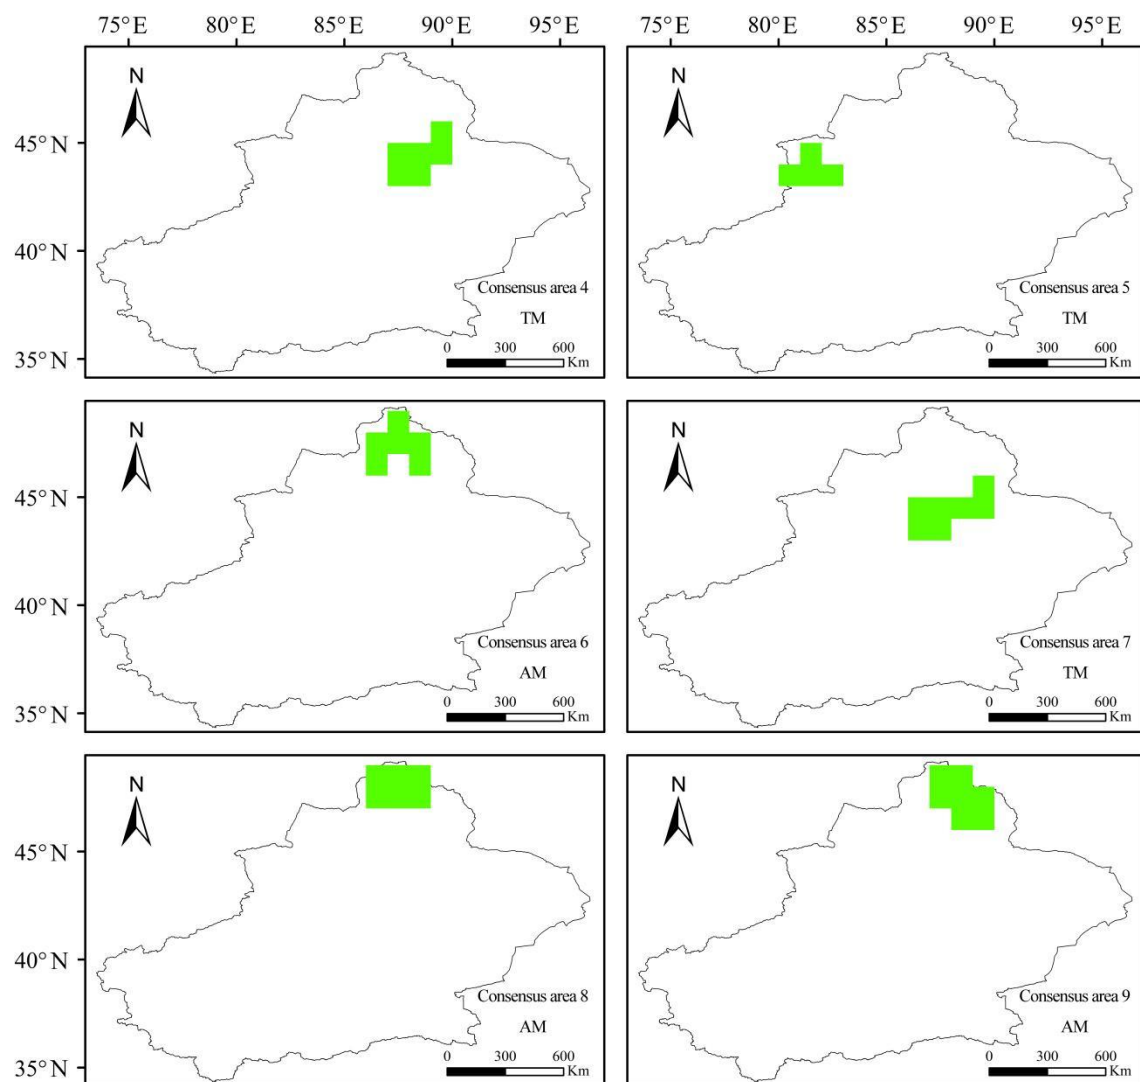 75°E 80°E 85°E 90°E 95°E 75°E 80°E 85°E 90°E 95°E
N N
45°N
40°N
Consensus area 4 Consensus area 5
TM TM
0 300 600 0 300 600
35°N Km Km
N N
45°N
40°N
Consensus area 6 Consensus area 7
AM TM
0 300 600 0 300 600
35°N Km Km
N N
45°N
40°N
Consensus area 8 Consensus area 9
AM AM
0 300 600 0 300 600
35°N Km Km